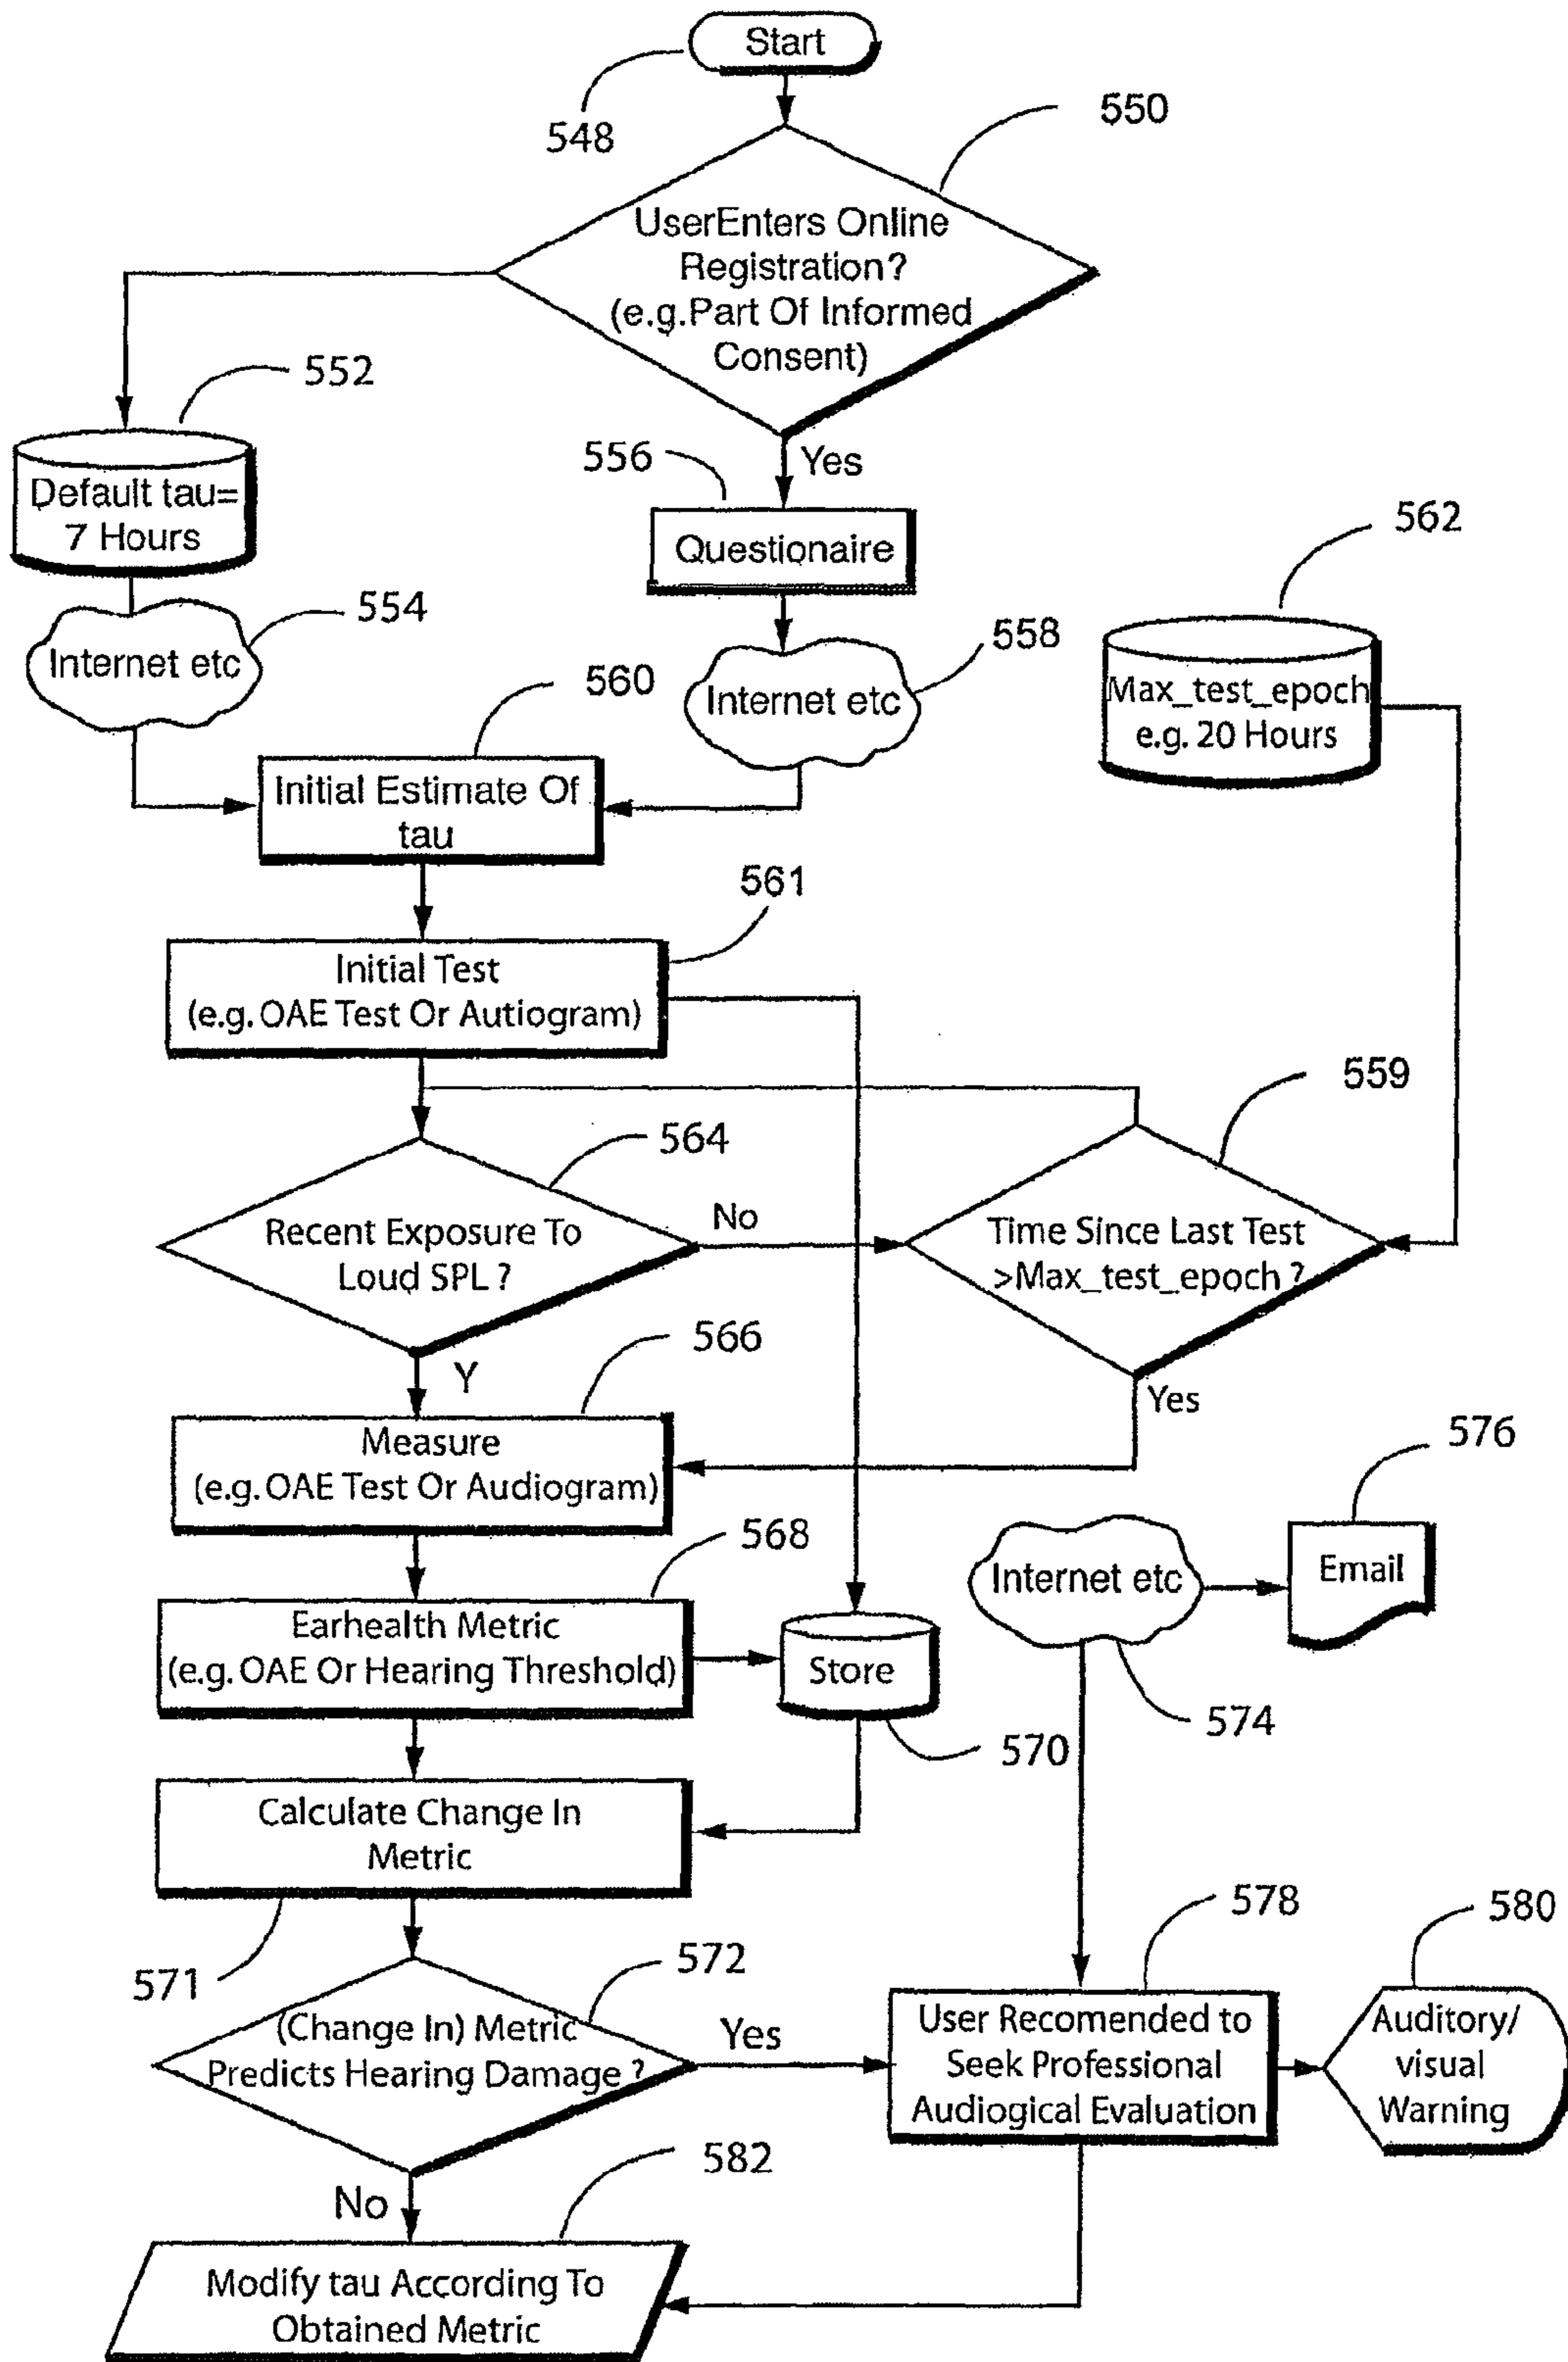 Start
548
550
UserEnters Online
Registration?
(e.g.Part Of Informed
Consent)
552
Default tau=
7 Hours
556
Yes
Questionaire
562
Max_test_epoch
e.g. 20 Hours
554
Internet etc
558
Internet etc
560
Initial Estimate Of
tau
561
Initial Test
(e.g. OAE Test Or Autiogram)
559
564
Recent Exposure To
Loud SPL ?
No
Time Since Last Test
>Max_test_epoch ?
Y
566
Yes
Measure
(e.g. OAE Test Or Audiogram)
576
568
Internet etc
Email
Earhealth Metric
(e.g. OAE Or Hearing Threshold)
Store
574
570
Calculate Change In
Metric
571
572
578
580
(Change In) Metric
Predicts Hearing Damage ?
Yes
User Recomended to
Seek Professional
Audiogical Evaluation
Auditory/
visual
Warning
582
No
Modify tau According To
Obtained Metric